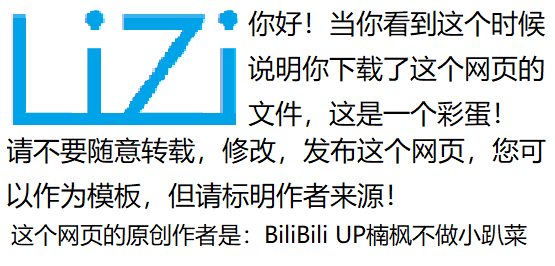 LiZi
你好！当你看到这个时候
说明你下载了这个网页的
文件，这是一个彩蛋！
请不要随意转载，修改，发布这个网页，您可
以作为模板，但请标明作者来源！
这个网页的原创作者是：BiliBili UP楠枫不做小趴菜